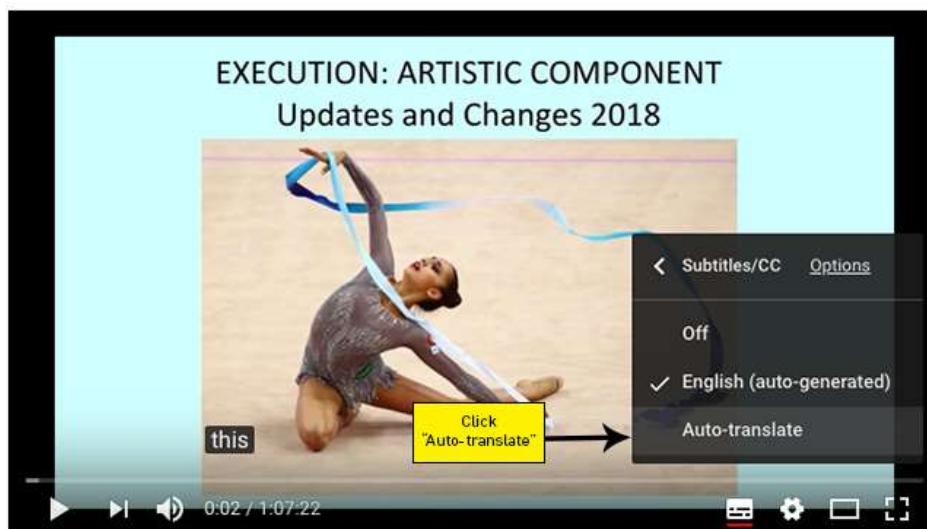 EXECUTION: ARTISTIC COMPONENT
Updates and Changes 2018
Subtitles/CC Options
Off
English (auto-generated)
Auto-translate
Click
"Auto-translate"
this
0:02 / 1:07:22